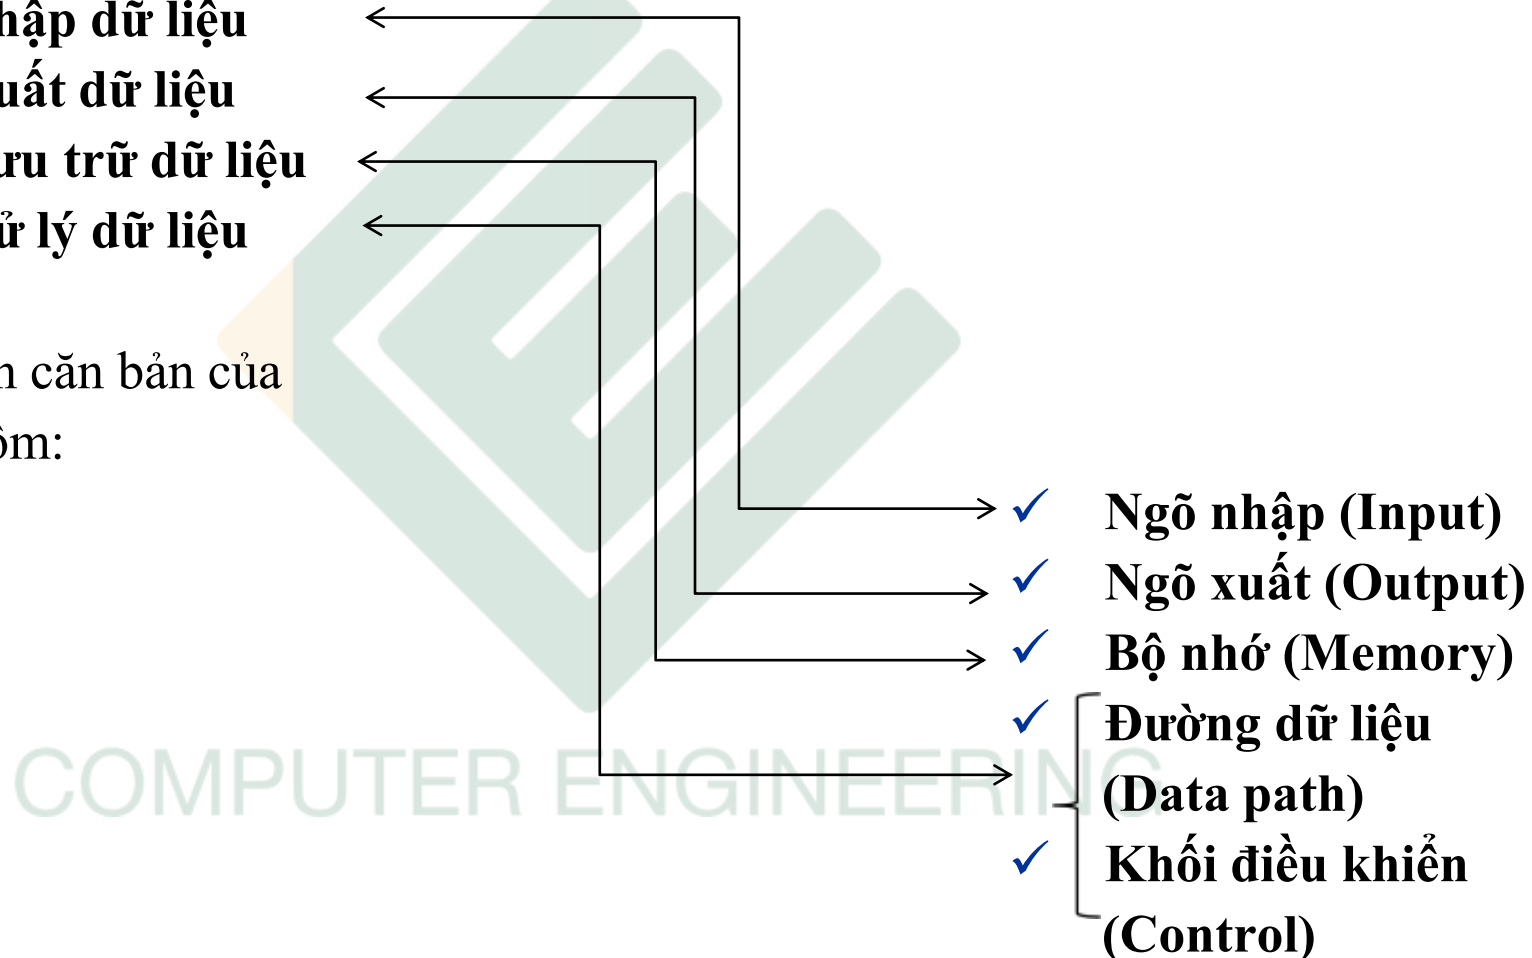 hập dữ liệu
uất dữ liệu
ưu trữ dữ liệu
ử lý dữ liệu
n căn bản của
ồm:
Ngõ nhập (Input)
Ngõ xuất (Output)
Bộ nhớ (Memory)
Đường dữ liệu
(Data path)
Khối điều khiển
(Control)
COMPUTER ENGINEERING